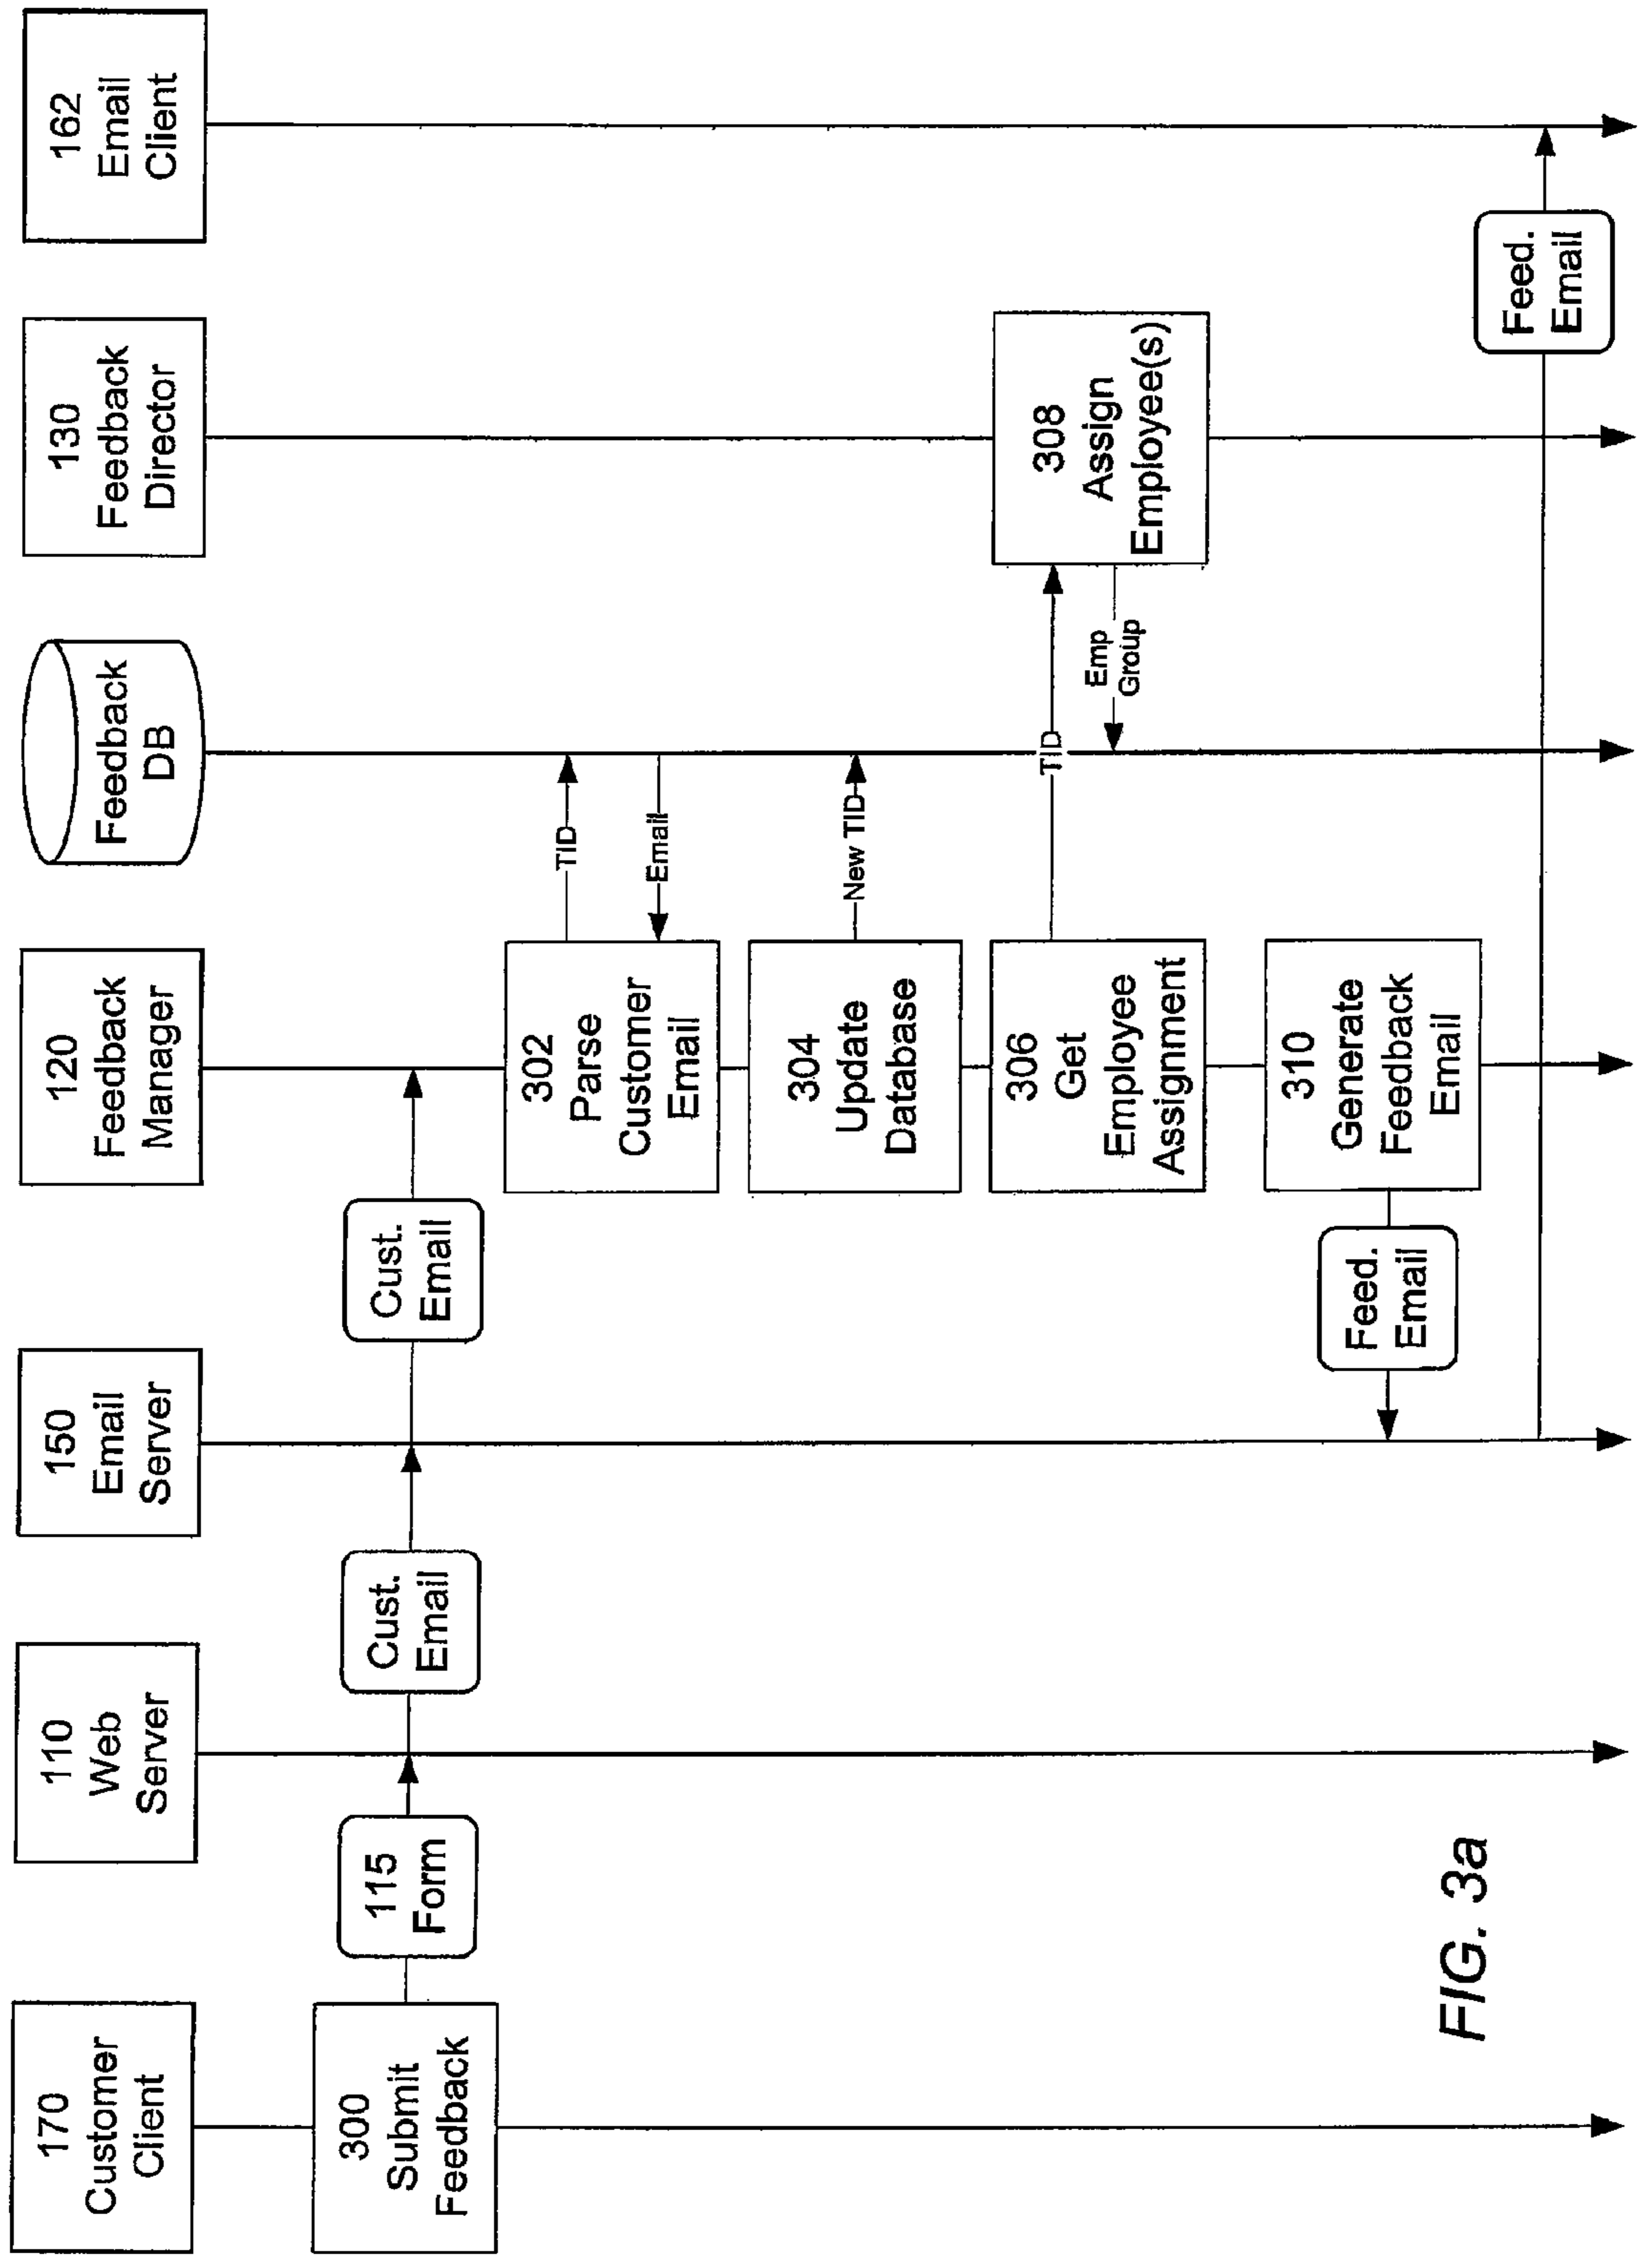 170
Customer
Client
110
Web
Server
150
Email
Server
120
Feedback
Manager
Feedback
DB
130
Feedback
Director
162
Email
Client
300
Submit
Feedback
115
Form
Cust.
Email
Cust.
Email
302
Parse
Customer
Email
TID
Email
304
Update
Database
New TID
306
Get
Employee
Assignment
TID
308
Assign
Employee(s)
Emp
Group
310
Generate
Feedback
Email
Feed.
Email
Feed.
Email
FIG. 3a